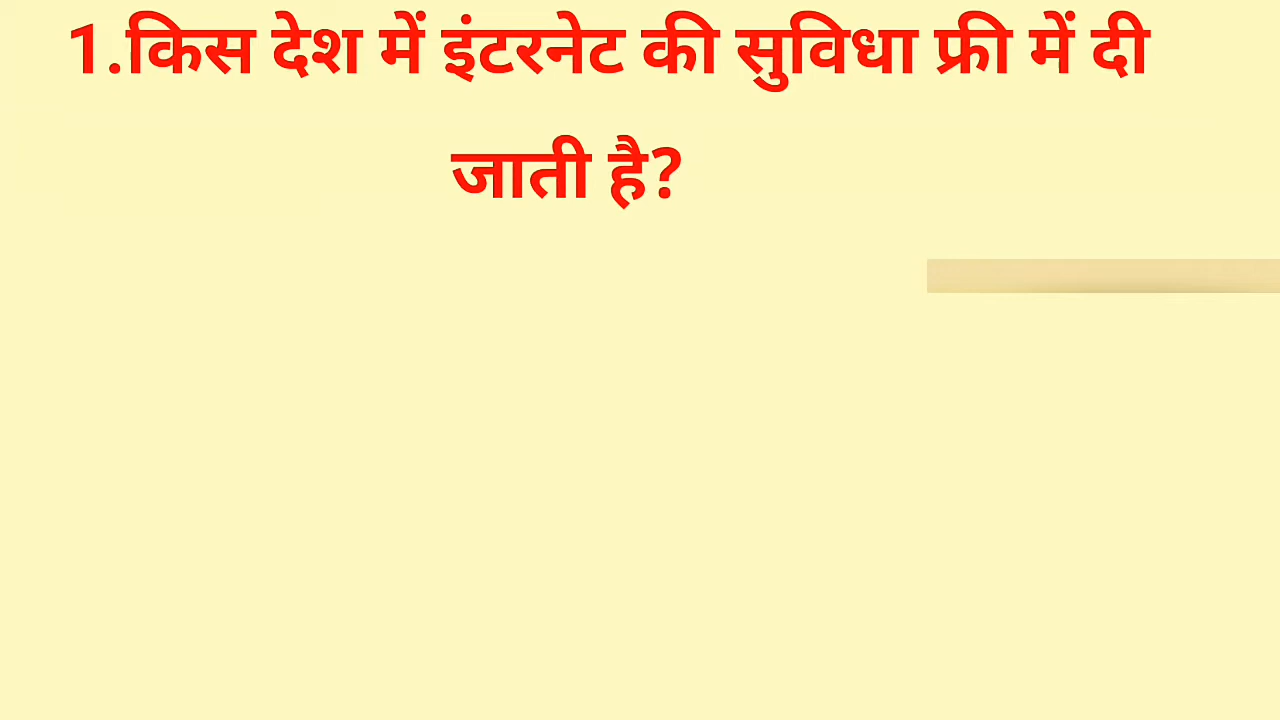 1.किस देश में इंटरनेट की सुविधा फ्री में दी
जाती है?